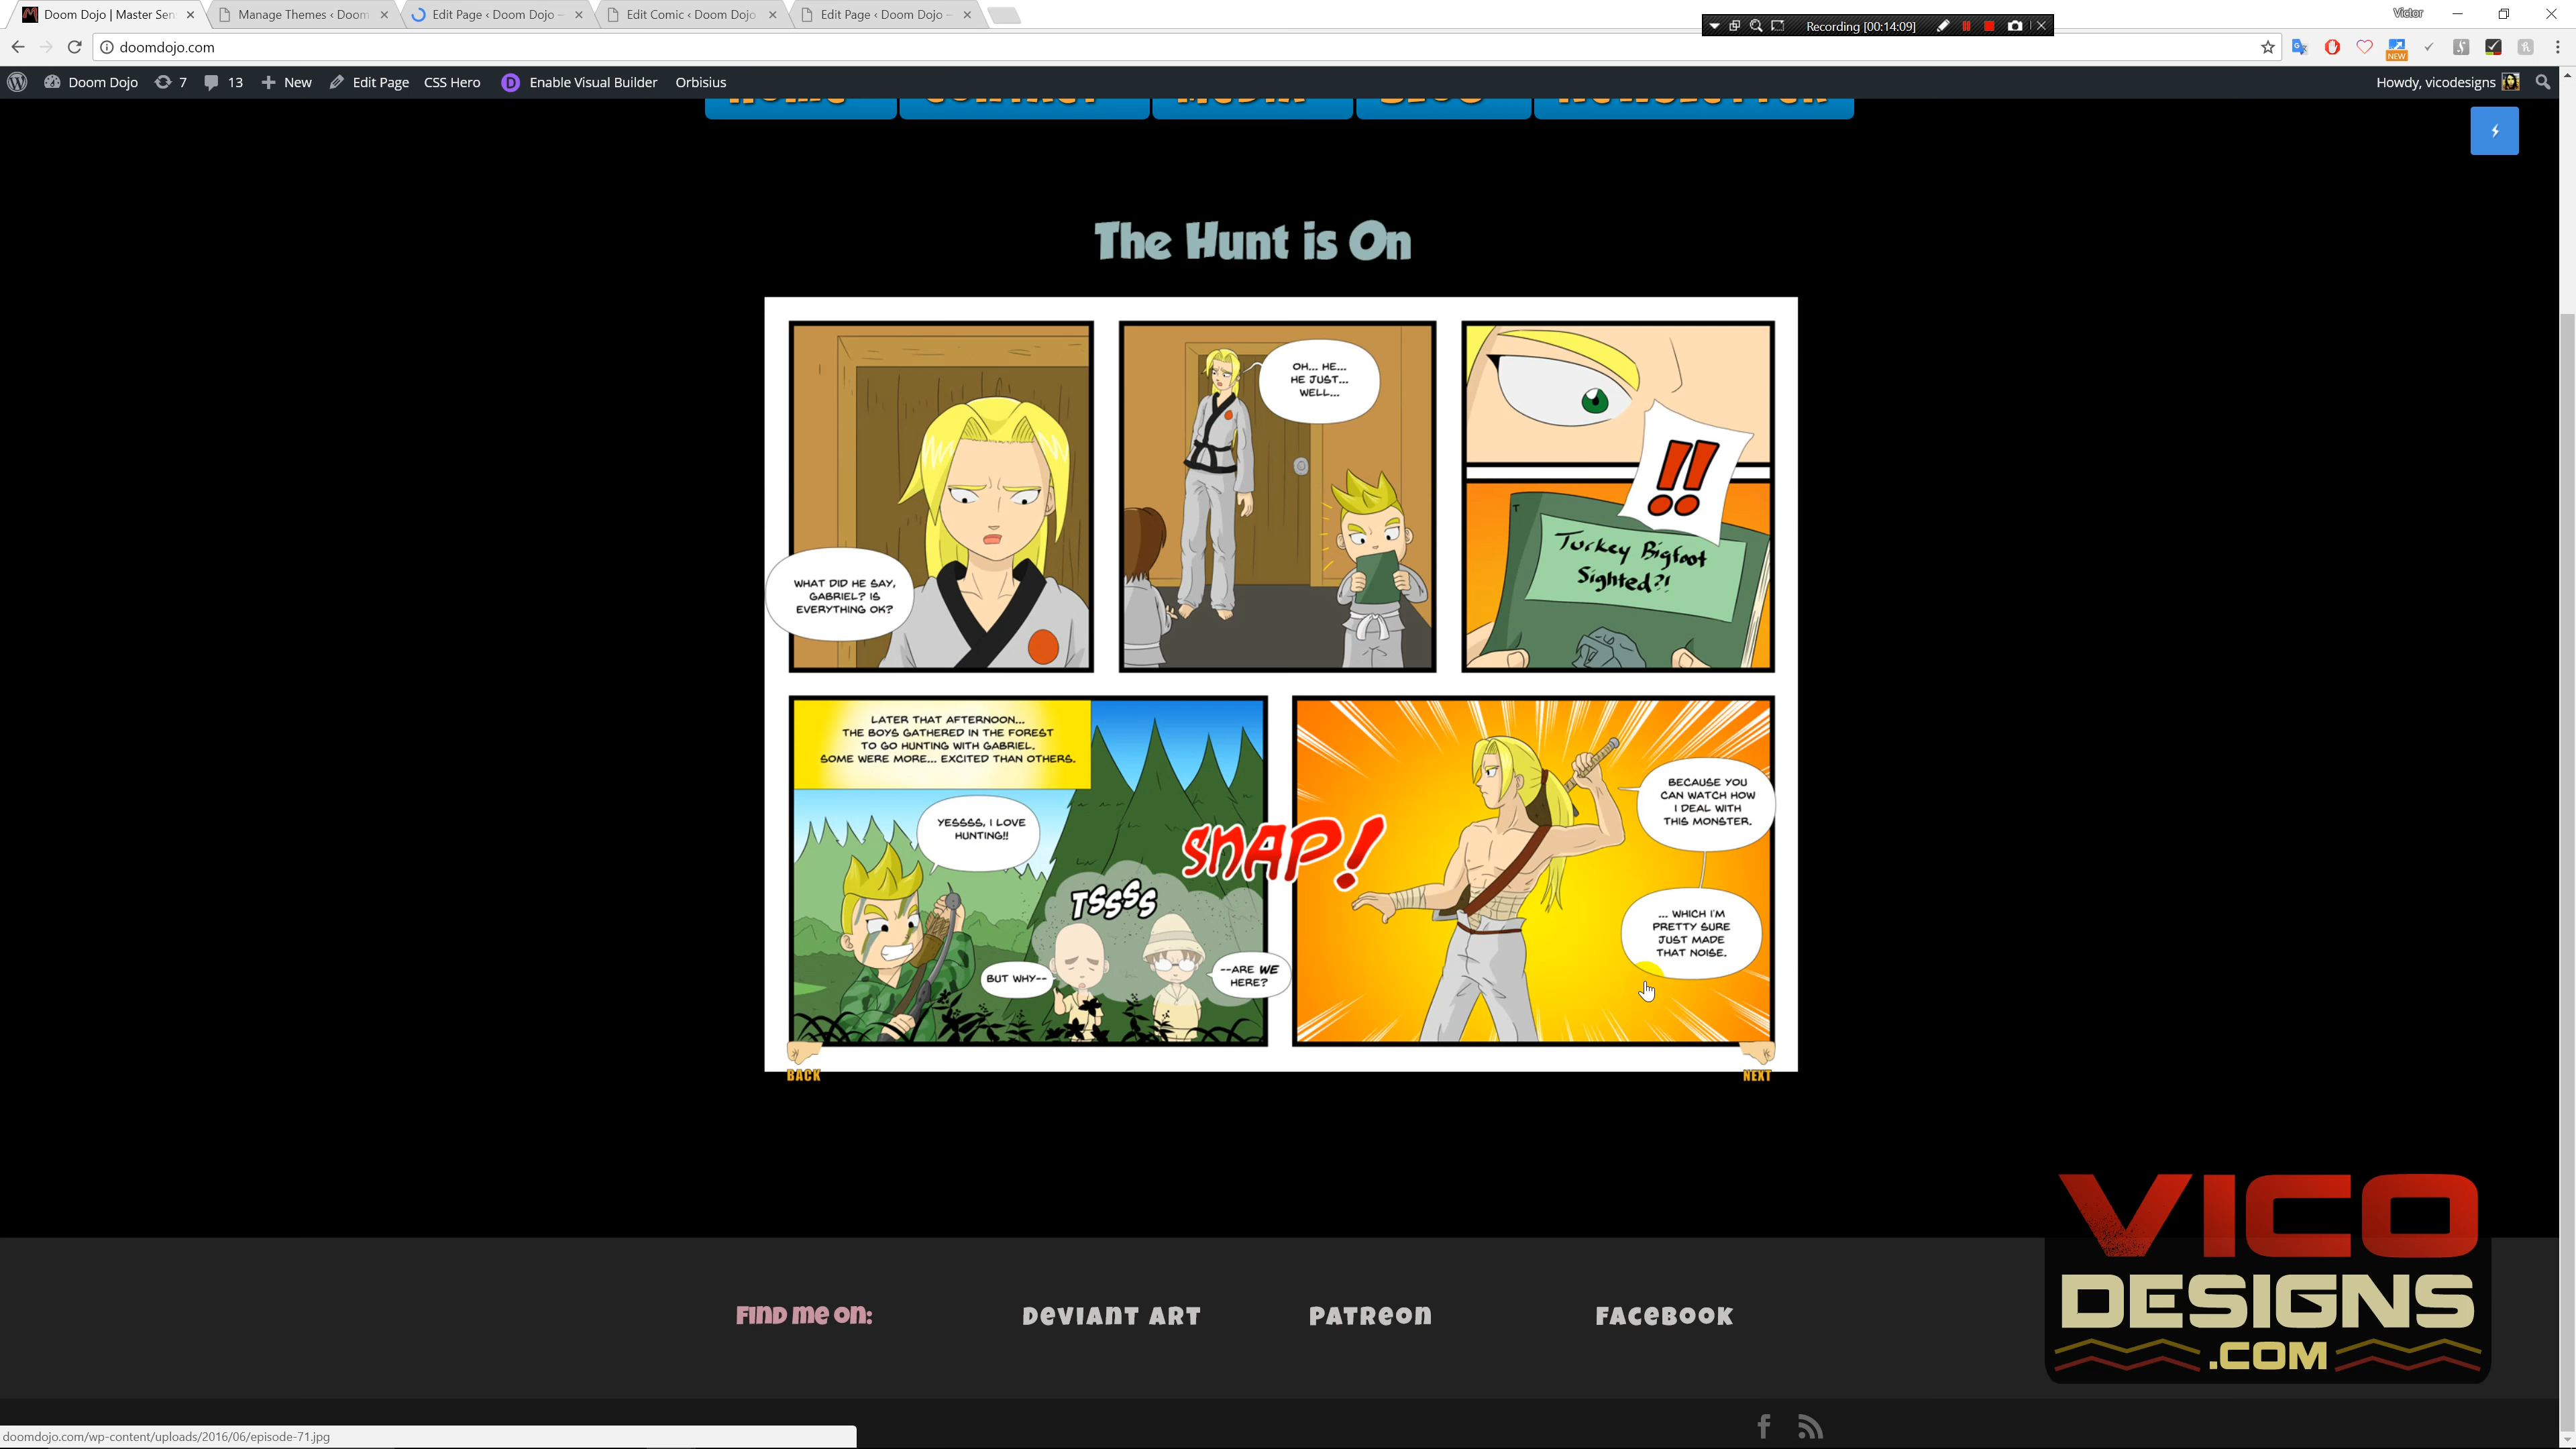 Doom Dojo | Master Sen
Manage Themes ‹ Doom
Edit Page ‹ Doom Dojo —
Edit Comic ‹ Doom Dojo
Edit Page ‹ Doom Dojo —
Recording [00:14:09]
Victor
doomdojo.com
NEW
Doom Dojo 7 13 New Edit Page CSS Hero D Enable Visual Builder Orbisius
Howdy, vicodesigns
HOME CONTACT MEDIA BLOG NEWSLETTER
The Hunt is On
WHAT DID HE SAY,
GABRIEL? IS
EVERYTHING OK?
OH... HE...
HE JUST...
WELL...
!!
T
Turkey Bigfoot
Sighted?!
LATER THAT AFTERNOON...
THE BOYS GATHERED IN THE FOREST
TO GO HUNTING WITH GABRIEL.
SOME WERE MORE... EXCITED THAN OTHERS.
YESSSS, I LOVE
HUNTING!!
TSSSS
SNAP!
BUT WHY--
--ARE WE
HERE?
BECAUSE YOU
CAN WATCH HOW
I DEAL WITH
THIS MONSTER.
... WHICH I'M
PRETTY SURE
JUST MADE
THAT NOISE.
BACK
NEXT
FIND ME ON:
DEVIANT ART
PATREON
FACEBOOK
VICO
DESIGNS
.COM
doomdojo.com/wp-content/uploads/2016/06/episode-71.jpg